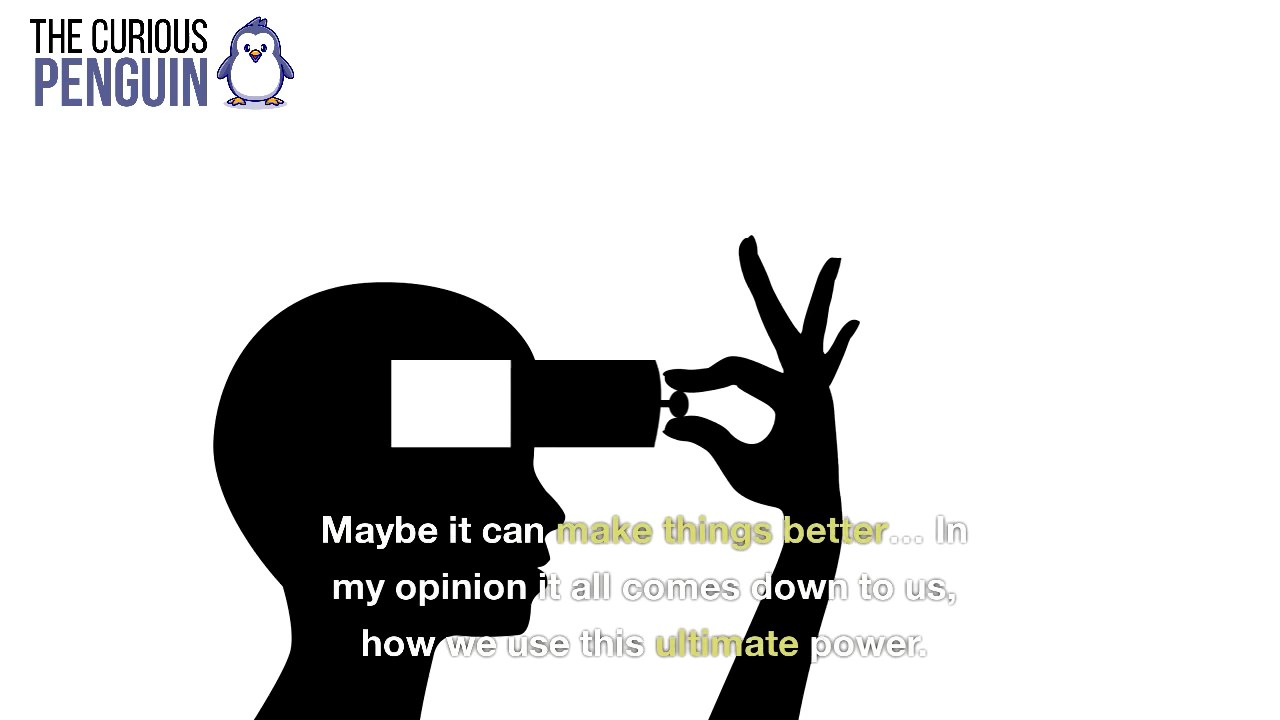 THE CURIOUS
PENGUIN
Maybe it can make things better... In
my opinion it all comes down to us,
how we use this ultimate power.